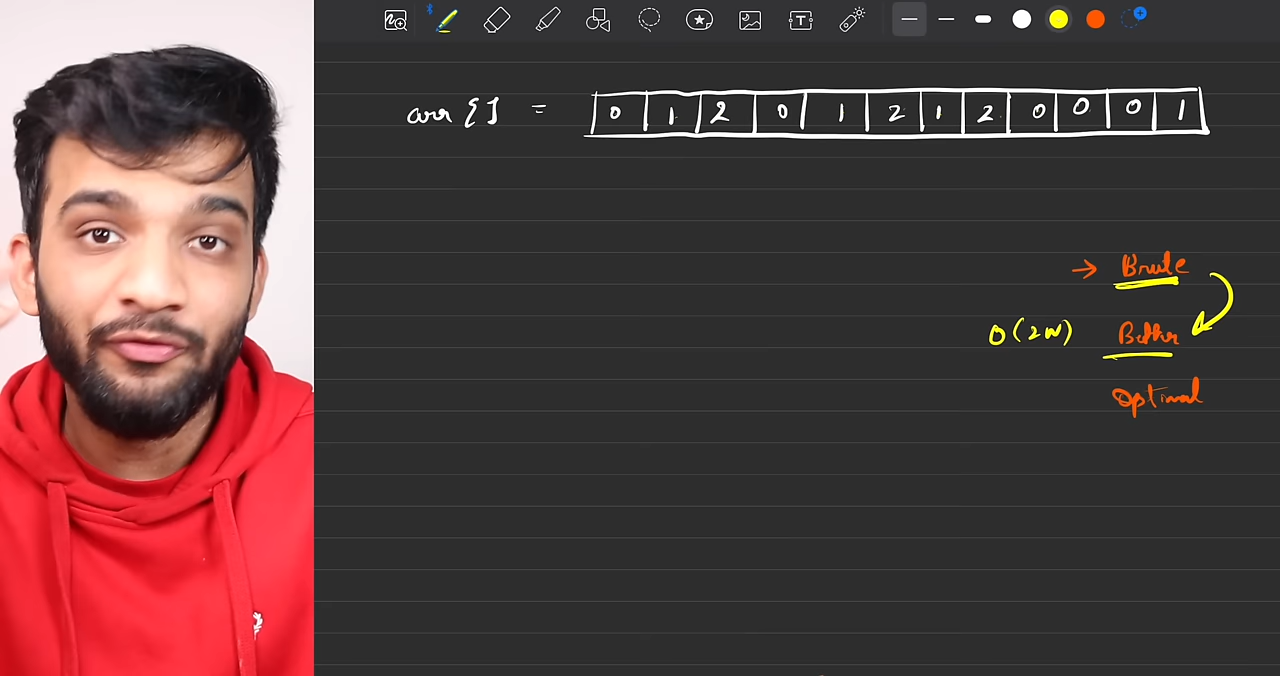 arr [] = 0 1 2 0 1 2 1 2 0 0 0 1
→ Brute
O(2N) Better
Optimal